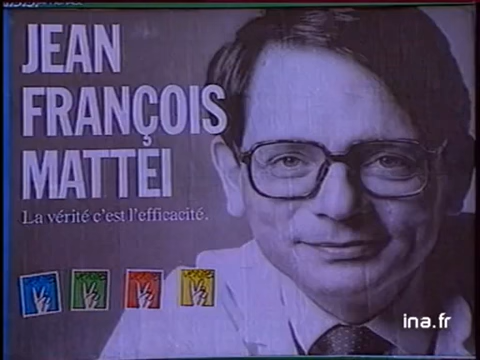 JEAN
FRANÇOIS
MATTEI
La vérité c'est l'efficacité.
ina.fr